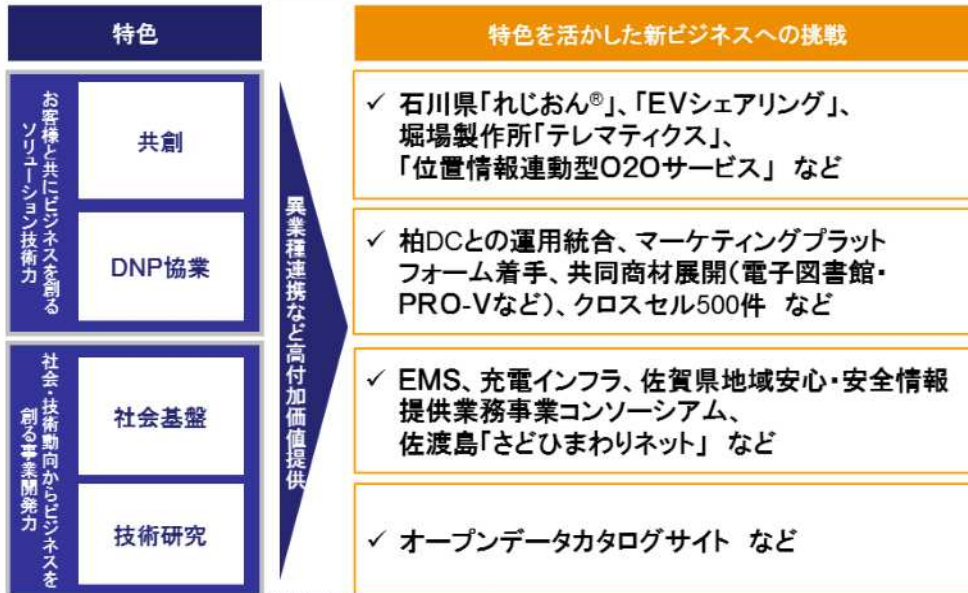 特色
特色を活かした新ビジネスへの挑戦
お客様と共にビジネスを創る
ソリューション技術力
共創
DNP協業
社会・技術動向からビジネスを
創る事業開発力
社会基盤
技術研究
異業種連携など高付加価値提供
✓ 石川県「れじおん®」、「EVシェアリング」、
堀場製作所「テレマティクス」、
「位置情報連動型O2Oサービス」 など
✓ 柏DCとの運用統合、マーケティングプラット
フォーム着手、共同商材展開(電子図書館・
PRO-Vなど)、クロスセル500件 など
✓ EMS、充電インフラ、佐賀県地域安心・安全情報
提供業務事業コンソーシアム、
佐渡島「さどひまわりネット」 など
✓ オープンデータカタログサイト など